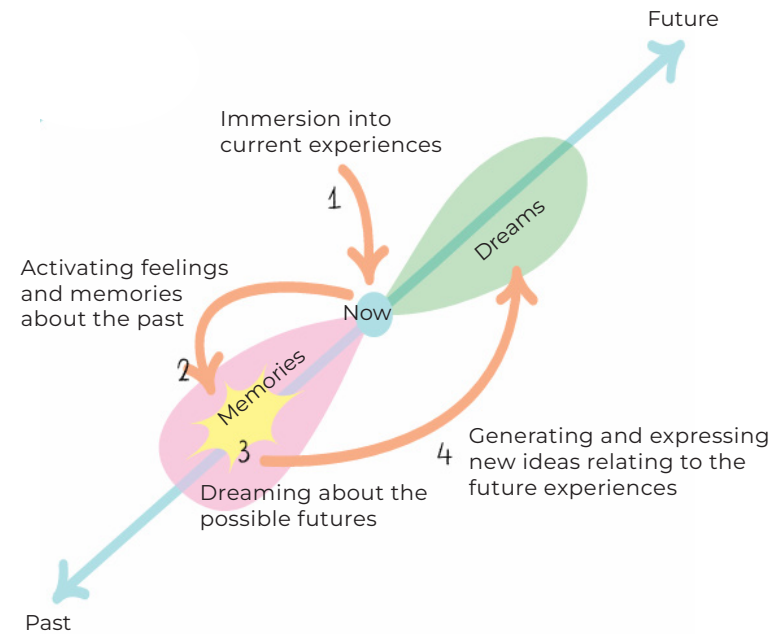 Future
Immersion into
current experiences
1
Dreams
Activating feelings
and memories
about the past
Now
2
Memories
3
4
Generating and expressing
new ideas relating to the
future experiences
Dreaming about the
possible futures
Past